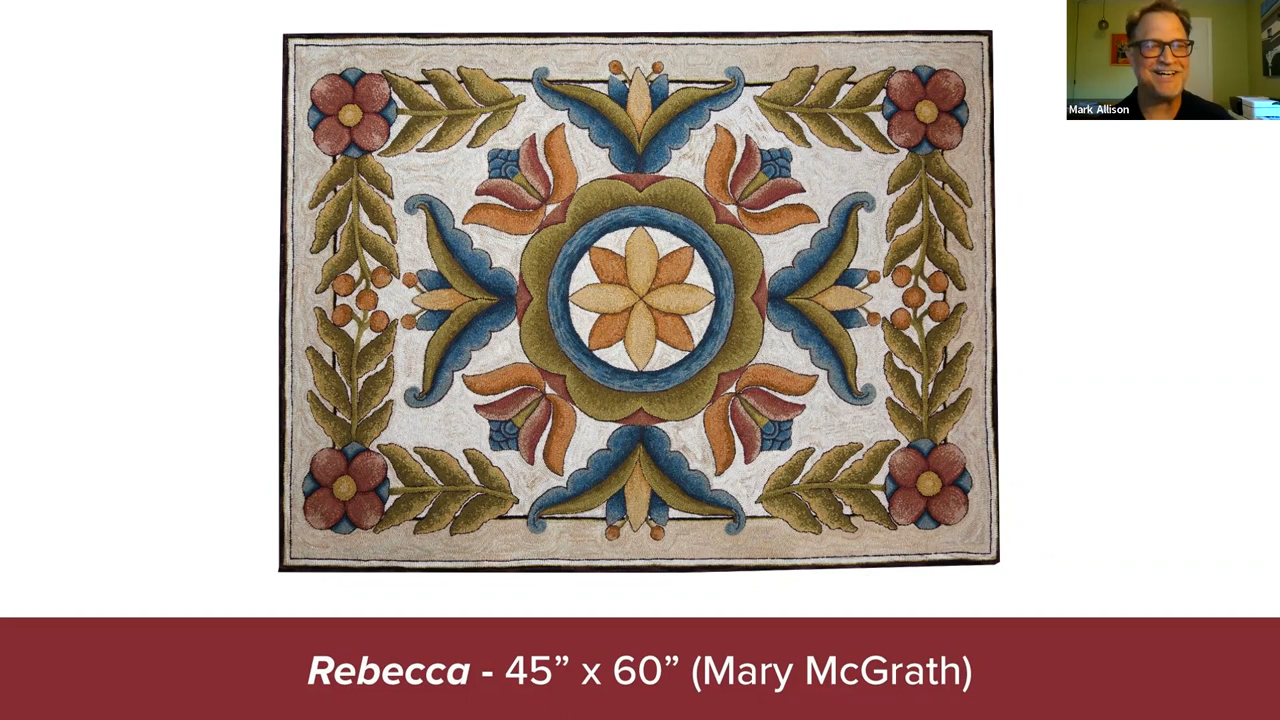 Mark Allison
Rebecca - 45” x 60” (Mary McGrath)